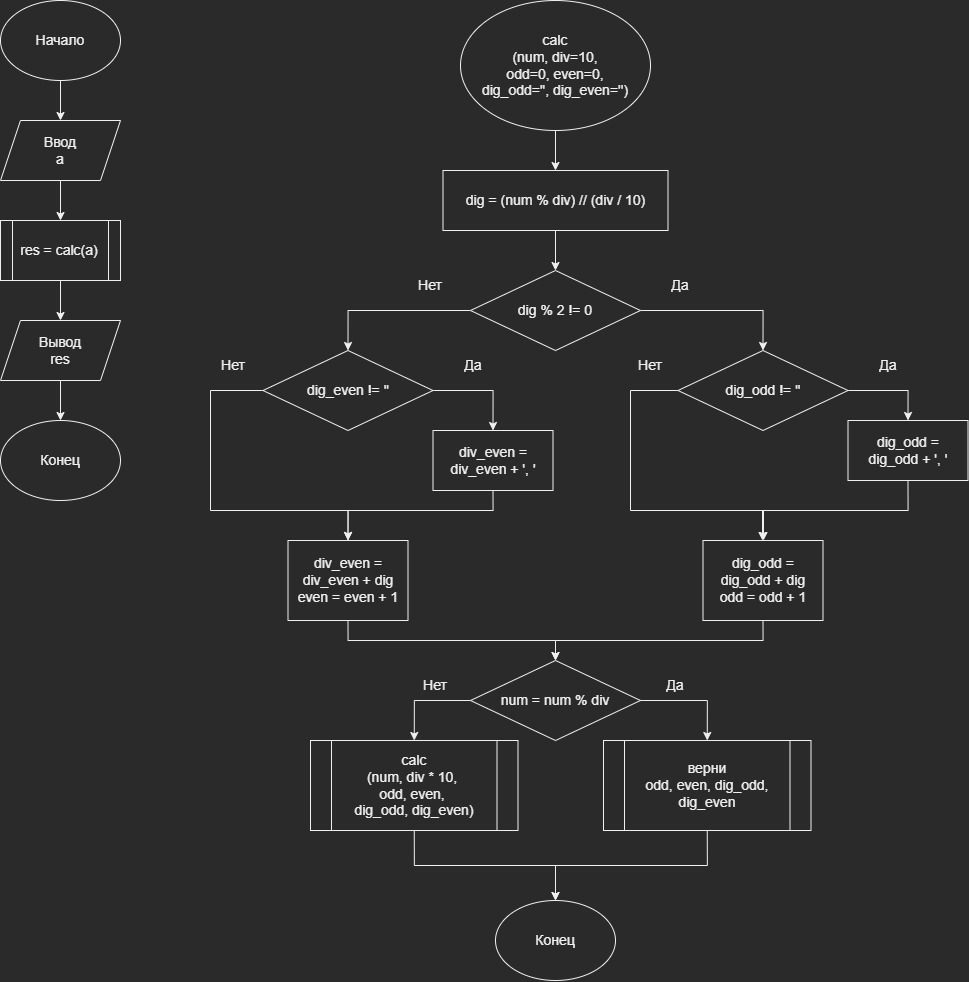 Начало
Ввод
a
res = calc(a)
Вывод
res
Конец
calc
(num, div=10,
odd=0, even=0,
dig_odd='', dig_even='')
dig = (num % div) // (div / 10)
Нет
dig % 2 != 0
Да
Нет
dig_even != ''
Да
div_even =
div_even + ', '
Нет
dig_odd != ''
Да
dig_odd =
dig_odd + ', '
div_even =
div_even + dig
even = even + 1
dig_odd =
dig_odd + dig
odd = odd + 1
Нет
num = num % div
Да
calc
(num, div * 10,
odd, even,
dig_odd, dig_even)
верни
odd, even, dig_odd,
dig_even
Конец